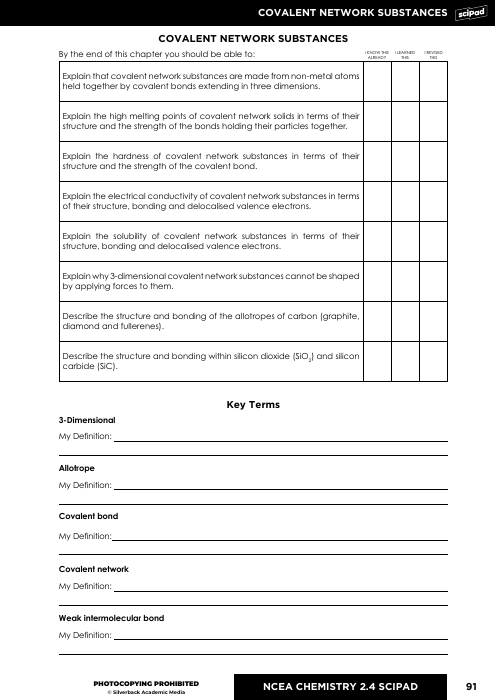 COVALENT NETWORK SUBSTANCES scipad
COVALENT NETWORK SUBSTANCES
By the end of this chapter you should be able to:
I KNOW THIS ALREADY
I LEARNED THIS
I REVISED THIS
Explain that covalent network substances are made from non-metal atoms
held together by covalent bonds extending in three dimensions.
Explain the high melting points of covalent network solids in terms of their
structure and the strength of the bonds holding their particles together.
Explain the hardness of covalent network substances in terms of their
structure and the strength of the covalent bond.
Explain the electrical conductivity of covalent network substances in terms
of their structure, bonding and delocalised valence electrons.
Explain the solubility of covalent network substances in terms of their
structure, bonding and delocalised valence electrons.
Explain why 3-dimensional covalent network substances cannot be shaped
by applying forces to them.
Describe the structure and bonding of the allotropes of carbon (graphite,
diamond and fullerenes).
Describe the structure and bonding within silicon dioxide (SiO₂) and silicon
carbide (SiC).
Key Terms
3-Dimensional
My Definition:
Allotrope
My Definition:
Covalent bond
My Definition:
Covalent network
My Definition:
Weak intermolecular bond
My Definition:
PHOTOCOPYING PROHIBITED
© Silverback Academic Media
NCEA CHEMISTRY 2.4 SCIPAD
91